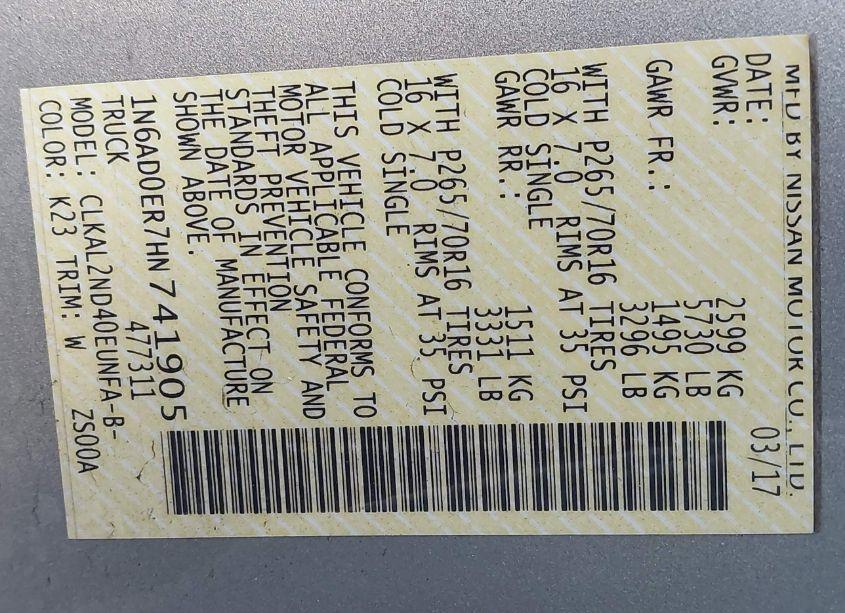 MFD BY NISSAN MOTOR CO., LTD.
DATE: 03/17
GVWR: 2599 KG
5730 LB
GAWR FR.: 1495 KG
3296 LB
WITH P265/70R16 TIRES
16 X 7.0 RIMS AT 35 PSI
COLD SINGLE
GAWR RR.: 1511 KG
3331 LB
WITH P265/70R16 TIRES
16 X 7.0 RIMS AT 35 PSI
COLD SINGLE
THIS VEHICLE CONFORMS TO
ALL APPLICABLE FEDERAL
MOTOR VEHICLE SAFETY AND
THEFT PREVENTION
STANDARDS IN EFFECT ON
THE DATE OF MANUFACTURE
SHOWN ABOVE.
1N6AD0ER7HN741905
TRUCK 477311
MODEL: CLKAL2ND40EUNFA-B-
COLOR: K23 TRIM: W ZS00A